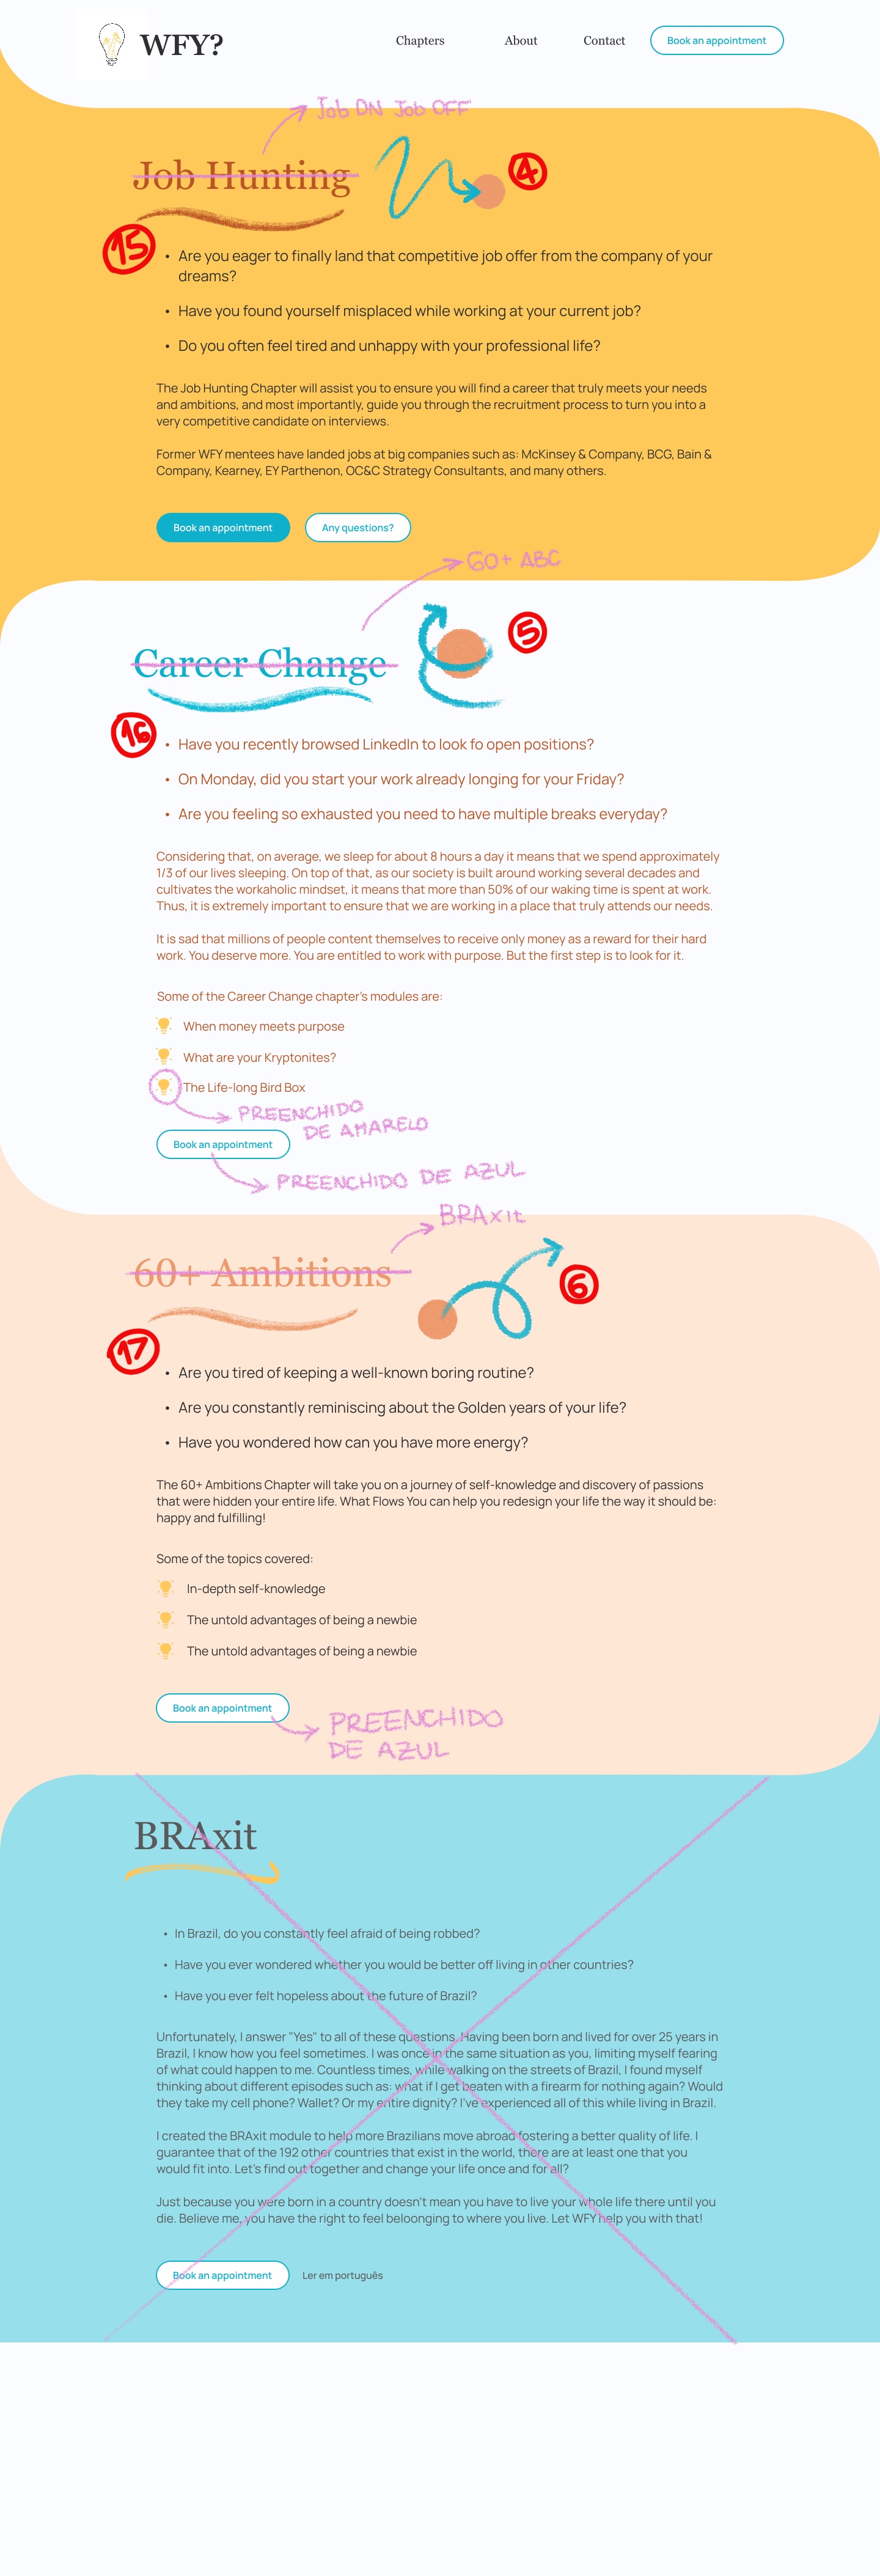 WFY?
Chapters
About
Contact
Book an appointment
Job ON Job OFF
Job Hunting
4
15
• Are you eager to finally land that competitive job offer from the company of your
dreams?
• Have you found yourself misplaced while working at your current job?
• Do you often feel tired and unhappy with your professional life?
The Job Hunting Chapter will assist you to ensure you will find a career that truly meets your needs
and ambitions, and most importantly, guide you through the recruitment process to turn you into a
very competitive candidate on interviews.
Former WFY mentees have landed jobs at big companies such as: McKinsey & Company, BCG, Bain &
Company, Kearney, EY Parthenon, OC&C Strategy Consultants, and many others.
Book an appointment
Any questions?
60+ ABC
Career Change
5
16
• Have you recently browsed LinkedIn to look fo open positions?
• On Monday, did you start your work already longing for your Friday?
• Are you feeling so exhausted you need to have multiple breaks everyday?
Considering that, on average, we sleep for about 8 hours a day it means that we spend approximately
1/3 of our lives sleeping. On top of that, as our society is built around working several decades and
cultivates the workaholic mindset, it means that more than 50% of our waking time is spent at work.
Thus, it is extremely important to ensure that we are working in a place that truly attends our needs.
It is sad that millions of people content themselves to receive only money as a reward for their hard
work. You deserve more. You are entitled to work with purpose. But the first step is to look for it.
Some of the Career Change chapter's modules are:
When money meets purpose
What are your Kryptonites?
The Life-long Bird Box
PREENCHIDO
DE AMARELO
Book an appointment
PREENCHIDO DE AZUL
BRAxit
60+ Ambitions
6
17
• Are you tired of keeping a well-known boring routine?
• Are you constantly reminiscing about the Golden years of your life?
• Have you wondered how can you have more energy?
The 60+ Ambitions Chapter will take you on a journey of self-knowledge and discovery of passions
that were hidden your entire life. What Flows You can help you redesign your life the way it should be:
happy and fulfilling!
Some of the topics covered:
In-depth self-knowledge
The untold advantages of being a newbie
The untold advantages of being a newbie
Book an appointment
PREENCHIDO
DE AZUL
BRAxit
• In Brazil, do you constantly feel afraid of being robbed?
• Have you ever wondered whether you would be better off living in other countries?
• Have you ever felt hopeless about the future of Brazil?
Unfortunately, I answer "Yes" to all of these questions. Having been born and lived for over 25 years in
Brazil, I know how you feel sometimes. I was once in the same situation as you, limiting myself fearing
of what could happen to me. Countless times, while walking on the streets of Brazil, I found myself
thinking about different episodes such as: what if I get beaten with a firearm for nothing again? Would
they take my cell phone? Wallet? Or my entire dignity? I've experienced all of this while living in Brazil.
I created the BRAxit module to help more Brazilians move abroad fostering a better quality of life. I
guarantee that of the 192 other countries that exist in the world, there are at least one that you
would fit into. Let's find out together and change your life once and for all?
Just because you were born in a country doesn't mean you have to live your whole life there until you
die. Believe me, you have the right to feel beloonging to where you live. Let WFY help you with that!
Book an appointment
Ler em português